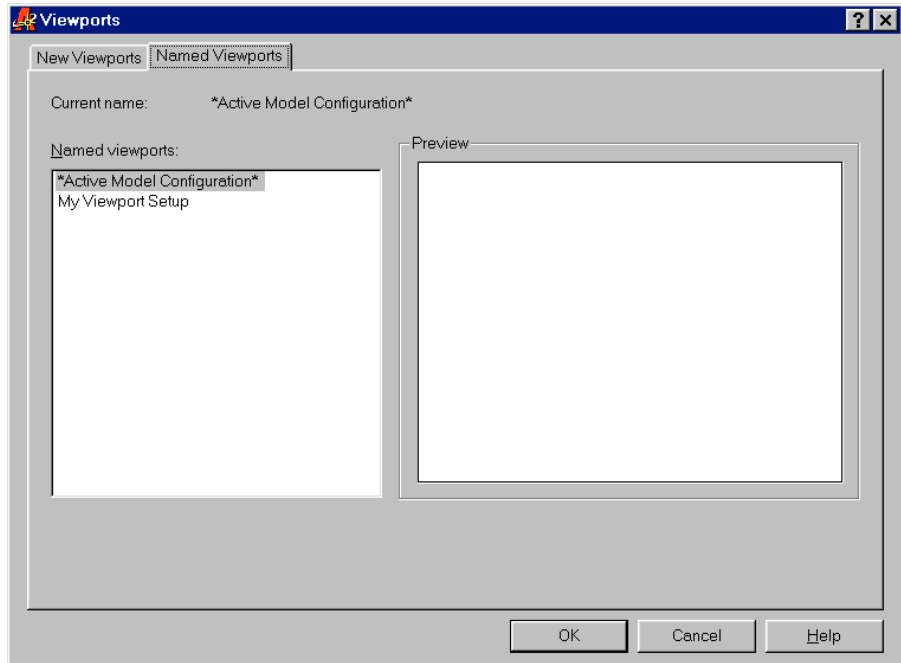 Viewports
New Viewports Named Viewports
Current name: *Active Model Configuration*
Named viewports:
Preview
*Active Model Configuration*
My Viewport Setup
OK Cancel Help